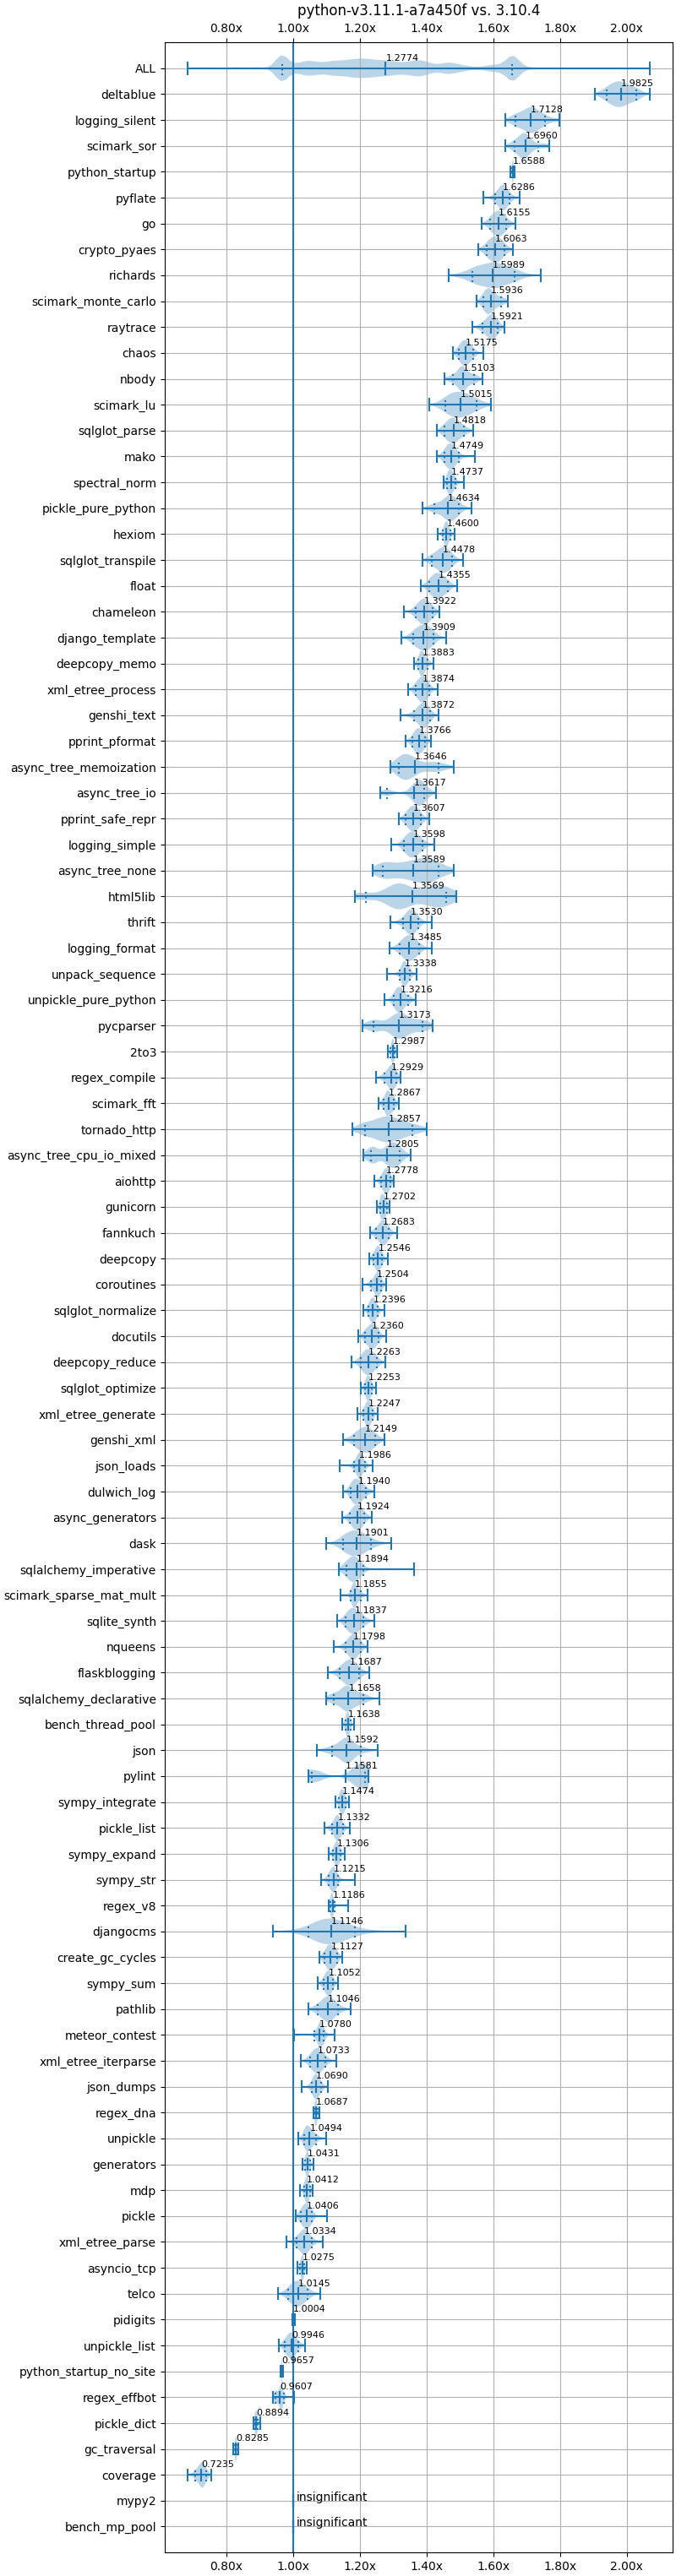 python-v3.11.1-a7a450f vs. 3.10.4
0.80x 1.00x 1.20x 1.40x 1.60x 1.80x 2.00x
ALL 1.2774
deltablue 1.9825
logging_silent 1.7128
scimark_sor 1.6960
python_startup 1.6588
pyflate 1.6286
go 1.6155
crypto_pyaes 1.6063
richards 1.5989
scimark_monte_carlo 1.5936
raytrace 1.5921
chaos 1.5175
nbody 1.5103
scimark_lu 1.5015
sqlglot_parse 1.4818
mako 1.4749
spectral_norm 1.4737
pickle_pure_python 1.4634
hexiom 1.4600
sqlglot_transpile 1.4478
float 1.4355
chameleon 1.3922
django_template 1.3909
deepcopy_memo 1.3883
xml_etree_process 1.3874
genshi_text 1.3872
pprint_pformat 1.3766
async_tree_memoization 1.3646
async_tree_io 1.3617
pprint_safe_repr 1.3607
logging_simple 1.3598
async_tree_none 1.3589
html5lib 1.3569
thrift 1.3530
logging_format 1.3485
unpack_sequence 1.3338
unpickle_pure_python 1.3216
pycparser 1.3173
2to3 1.2987
regex_compile 1.2929
scimark_fft 1.2867
tornado_http 1.2857
async_tree_cpu_io_mixed 1.2805
aiohttp 1.2778
gunicorn 1.2702
fannkuch 1.2683
deepcopy 1.2546
coroutines 1.2504
sqlglot_normalize 1.2396
docutils 1.2360
deepcopy_reduce 1.2263
sqlglot_optimize 1.2253
xml_etree_generate 1.2247
genshi_xml 1.2149
json_loads 1.1986
dulwich_log 1.1940
async_generators 1.1924
dask 1.1901
sqlalchemy_imperative 1.1894
scimark_sparse_mat_mult 1.1855
sqlite_synth 1.1837
nqueens 1.1798
flaskblogging 1.1687
sqlalchemy_declarative 1.1658
bench_thread_pool 1.1638
json 1.1592
pylint 1.1581
sympy_integrate 1.1474
pickle_list 1.1332
sympy_expand 1.1306
sympy_str 1.1215
regex_v8 1.1186
djangocms 1.1146
create_gc_cycles 1.1127
sympy_sum 1.1052
pathlib 1.1046
meteor_contest 1.0780
xml_etree_iterparse 1.0733
json_dumps 1.0690
regex_dna 1.0687
unpickle 1.0494
generators 1.0431
mdp 1.0412
pickle 1.0406
xml_etree_parse 1.0334
asyncio_tcp 1.0275
telco 1.0145
pidigits 1.0004
unpickle_list 0.9946
python_startup_no_site 0.9657
regex_effbot 0.9607
pickle_dict 0.8894
gc_traversal 0.8285
coverage 0.7235
mypy2 insignificant
bench_mp_pool insignificant
0.80x 1.00x 1.20x 1.40x 1.60x 1.80x 2.00x